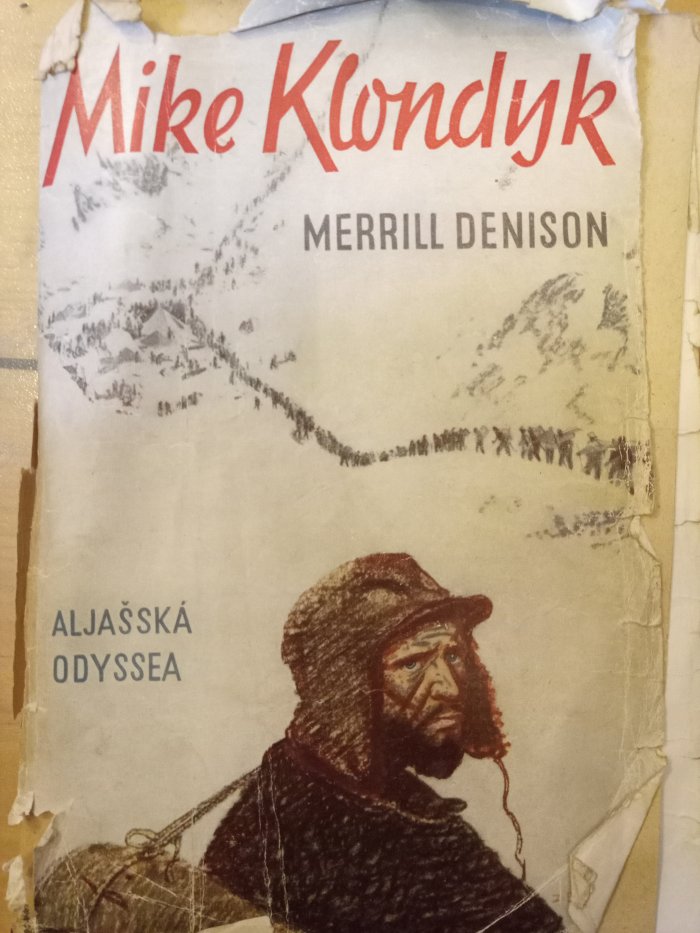 Mike Klondyk
MERRILL DENISON
ALJAŠSKÁ
ODYSSEA